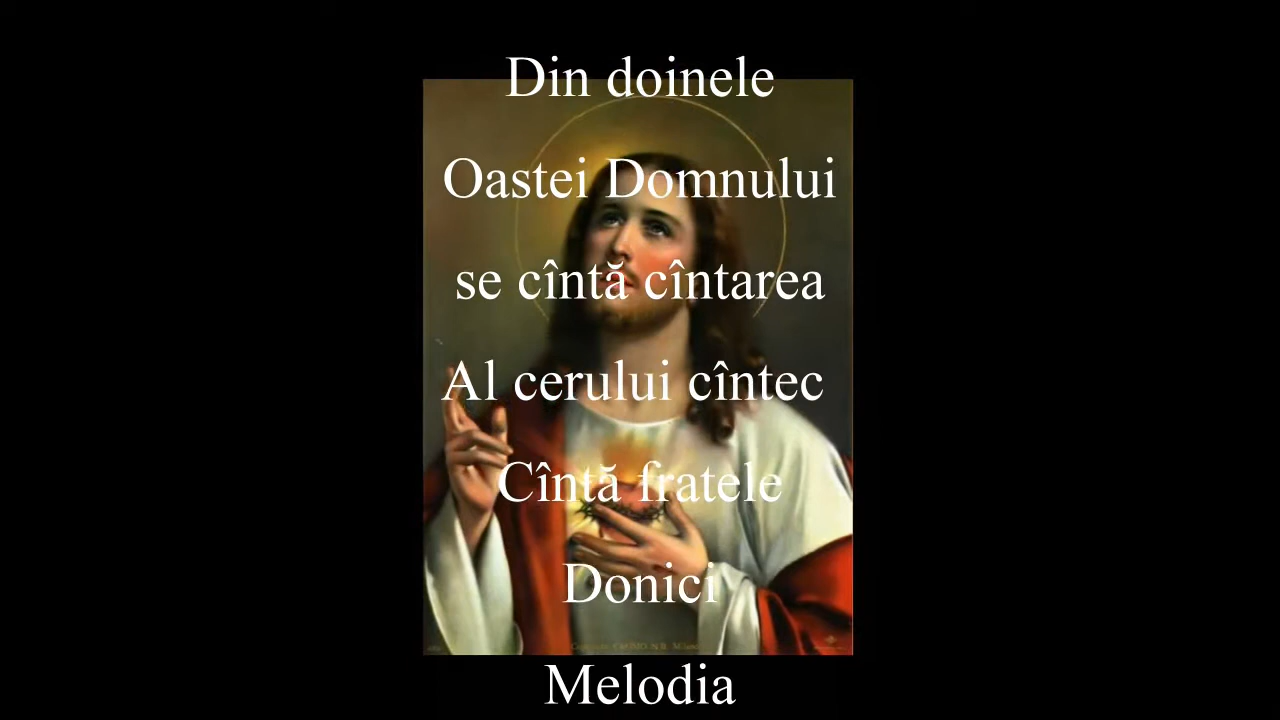 Din doinele
Oastei Domnului
se cîntă cîntarea
Al cerului cîntec
Cîntă fratele
Donici
Melodia